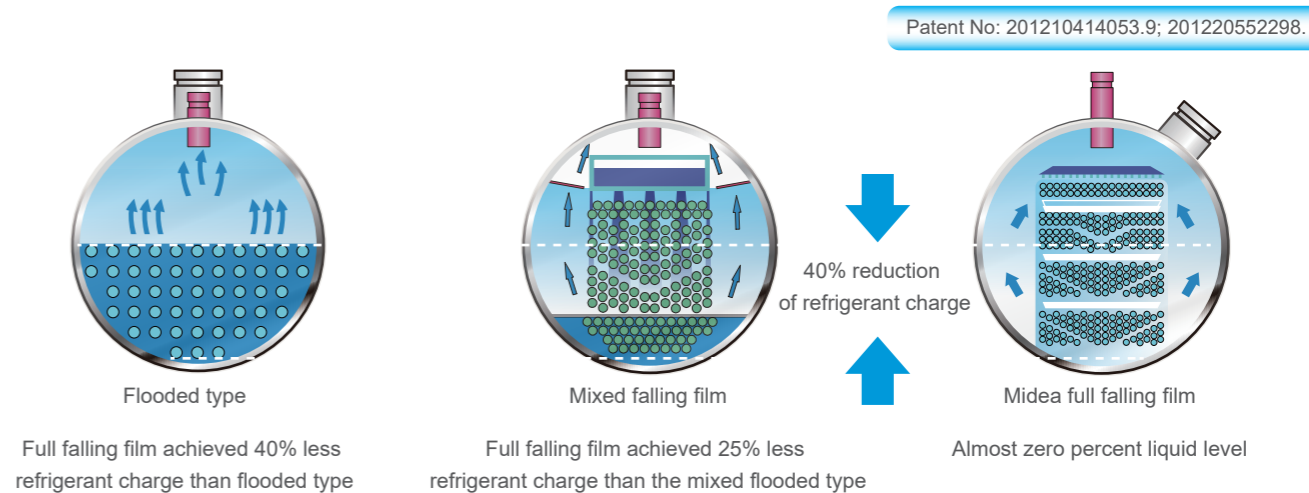 Patent No: 201210414053.9; 201220552298.
40% reduction
of refrigerant charge
Flooded type
Mixed falling film
Midea full falling film
Full falling film achieved 40% less
refrigerant charge than flooded type
Full falling film achieved 25% less
refrigerant charge than the mixed flooded type
Almost zero percent liquid level